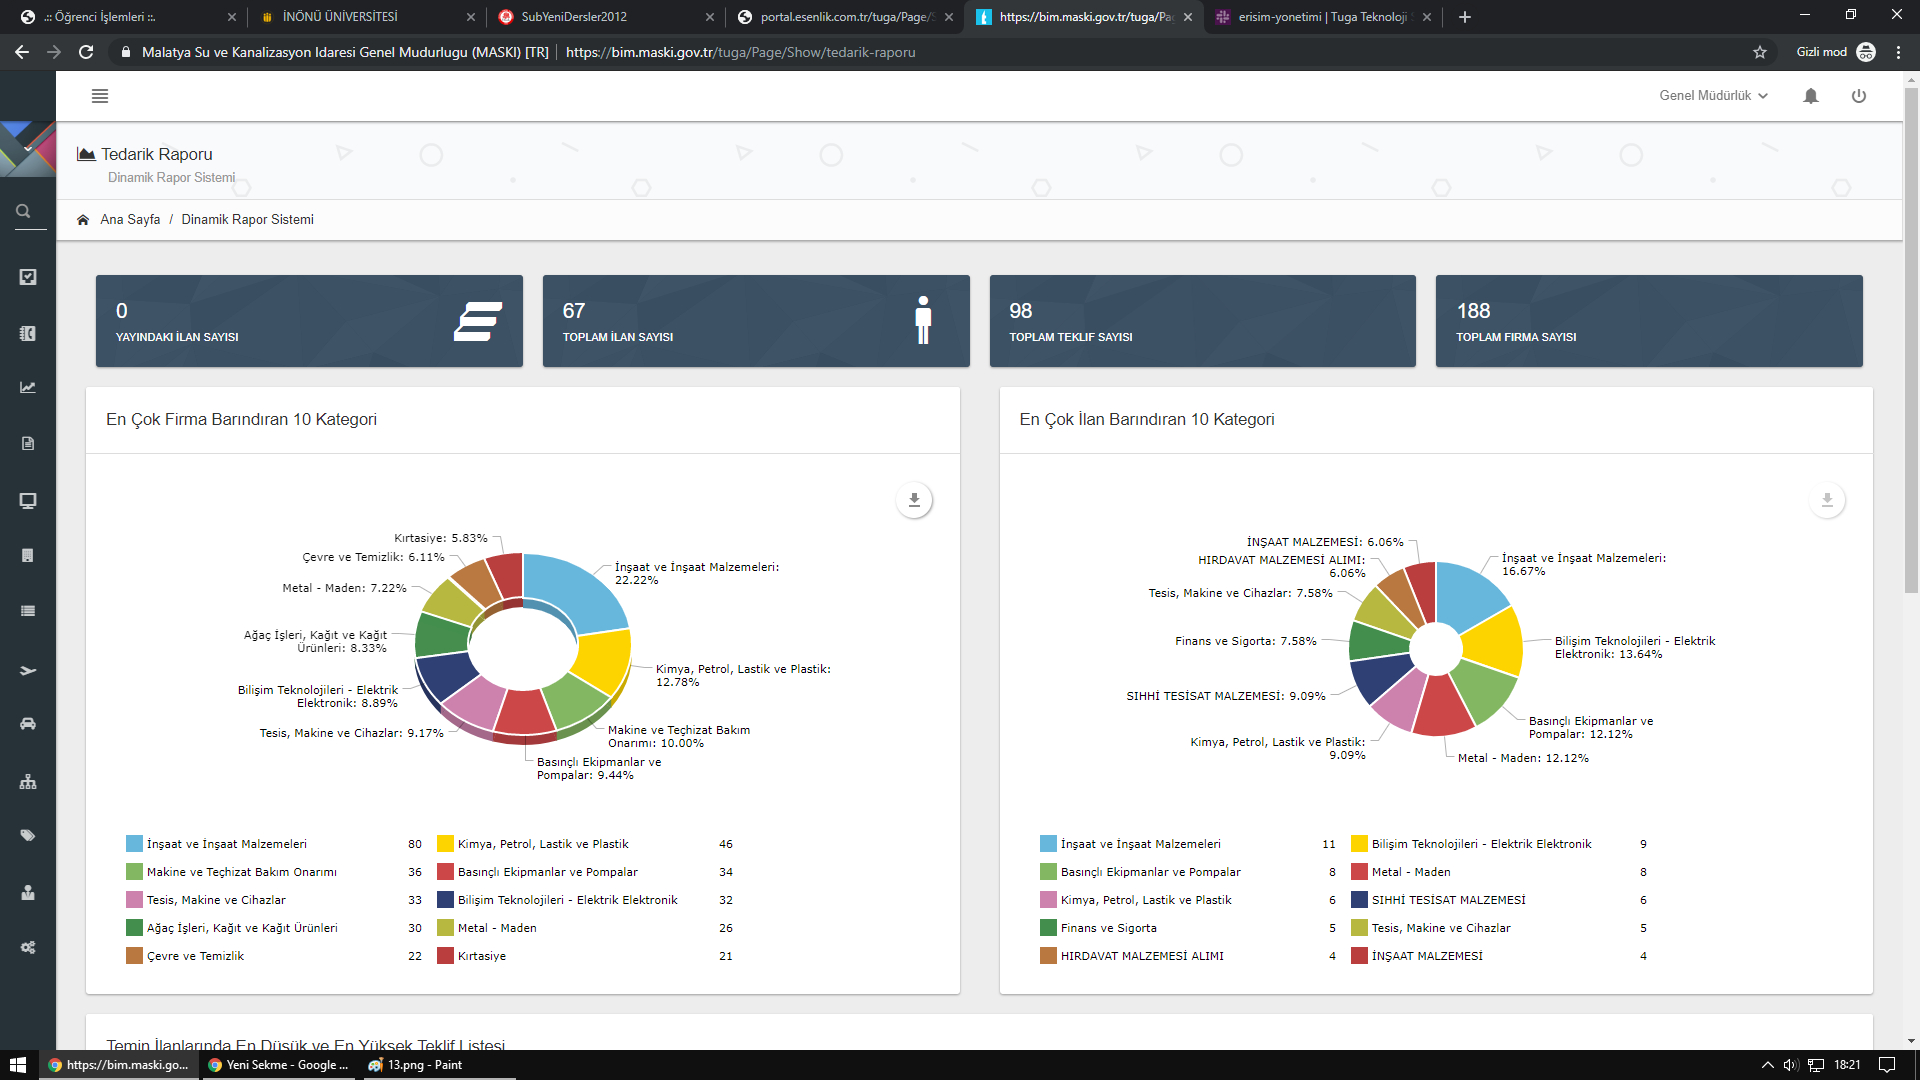 .:: Öğrenci İşlemleri ::.
İNÖNÜ ÜNİVERSİTESİ
SubYeniDersler2012
portal.esenlik.com.tr/tuga/Page/S
https://bim.maski.gov.tr/tuga/Pa
erisim-yonetimi | Tuga Teknoloji
Malatya Su ve Kanalizasyon Idaresi Genel Mudurlugu (MASKI) [TR]
https://bim.maski.gov.tr/tuga/Page/Show/tedarik-raporu
Gizli mod
Genel Müdürlük
Tedarik Raporu
Dinamik Rapor Sistemi
Ana Sayfa / Dinamik Rapor Sistemi
0
YAYINDAKİ İLAN SAYISI
67
TOPLAM İLAN SAYISI
98
TOPLAM TEKLIF SAYISI
188
TOPLAM FIRMA SAYISI
En Çok Firma Barındıran 10 Kategori
Kırtasiye: 5.83%
Çevre ve Temizlik: 6.11%
Metal - Maden: 7.22%
Ağaç İşleri, Kağıt ve Kağıt
Ürünleri: 8.33%
Bilişim Teknolojileri - Elektrik
Elektronik: 8.89%
Tesis, Makine ve Cihazlar: 9.17%
İnşaat ve İnşaat Malzemeleri:
22.22%
Kimya, Petrol, Lastik ve Plastik:
12.78%
Makine ve Teçhizat Bakım
Onarımı: 10.00%
Basınçlı Ekipmanlar ve
Pompalar: 9.44%
İnşaat ve İnşaat Malzemeleri 80
Kimya, Petrol, Lastik ve Plastik 46
Makine ve Teçhizat Bakım Onarımı 36
Basınçlı Ekipmanlar ve Pompalar 34
Tesis, Makine ve Cihazlar 33
Bilişim Teknolojileri - Elektrik Elektronik 32
Ağaç İşleri, Kağıt ve Kağıt Ürünleri 30
Metal - Maden 26
Çevre ve Temizlik 22
Kırtasiye 21
En Çok İlan Barındıran 10 Kategori
İNŞAAT MALZEMESİ: 6.06%
HIRDAVAT MALZEMESİ ALIMI:
6.06%
Tesis, Makine ve Cihazlar: 7.58%
Finans ve Sigorta: 7.58%
SIHHİ TESİSAT MALZEMESİ: 9.09%
Kimya, Petrol, Lastik ve Plastik:
9.09%
İnşaat ve İnşaat Malzemeleri:
16.67%
Bilişim Teknolojileri - Elektrik
Elektronik: 13.64%
Basınçlı Ekipmanlar ve
Pompalar: 12.12%
Metal - Maden: 12.12%
İnşaat ve İnşaat Malzemeleri 11
Bilişim Teknolojileri - Elektrik Elektronik 9
Basınçlı Ekipmanlar ve Pompalar 8
Metal - Maden 8
Kimya, Petrol, Lastik ve Plastik 6
SIHHİ TESİSAT MALZEMESİ 6
Finans ve Sigorta 5
Tesis, Makine ve Cihazlar 5
HIRDAVAT MALZEMESİ ALIMI 4
İNŞAAT MALZEMESİ 4
Temin İlanlarında En Düşük ve En Yüksek Teklif Listesi
https://bim.maski.go...
Yeni Sekme - Google ...
13.png - Paint
18:21